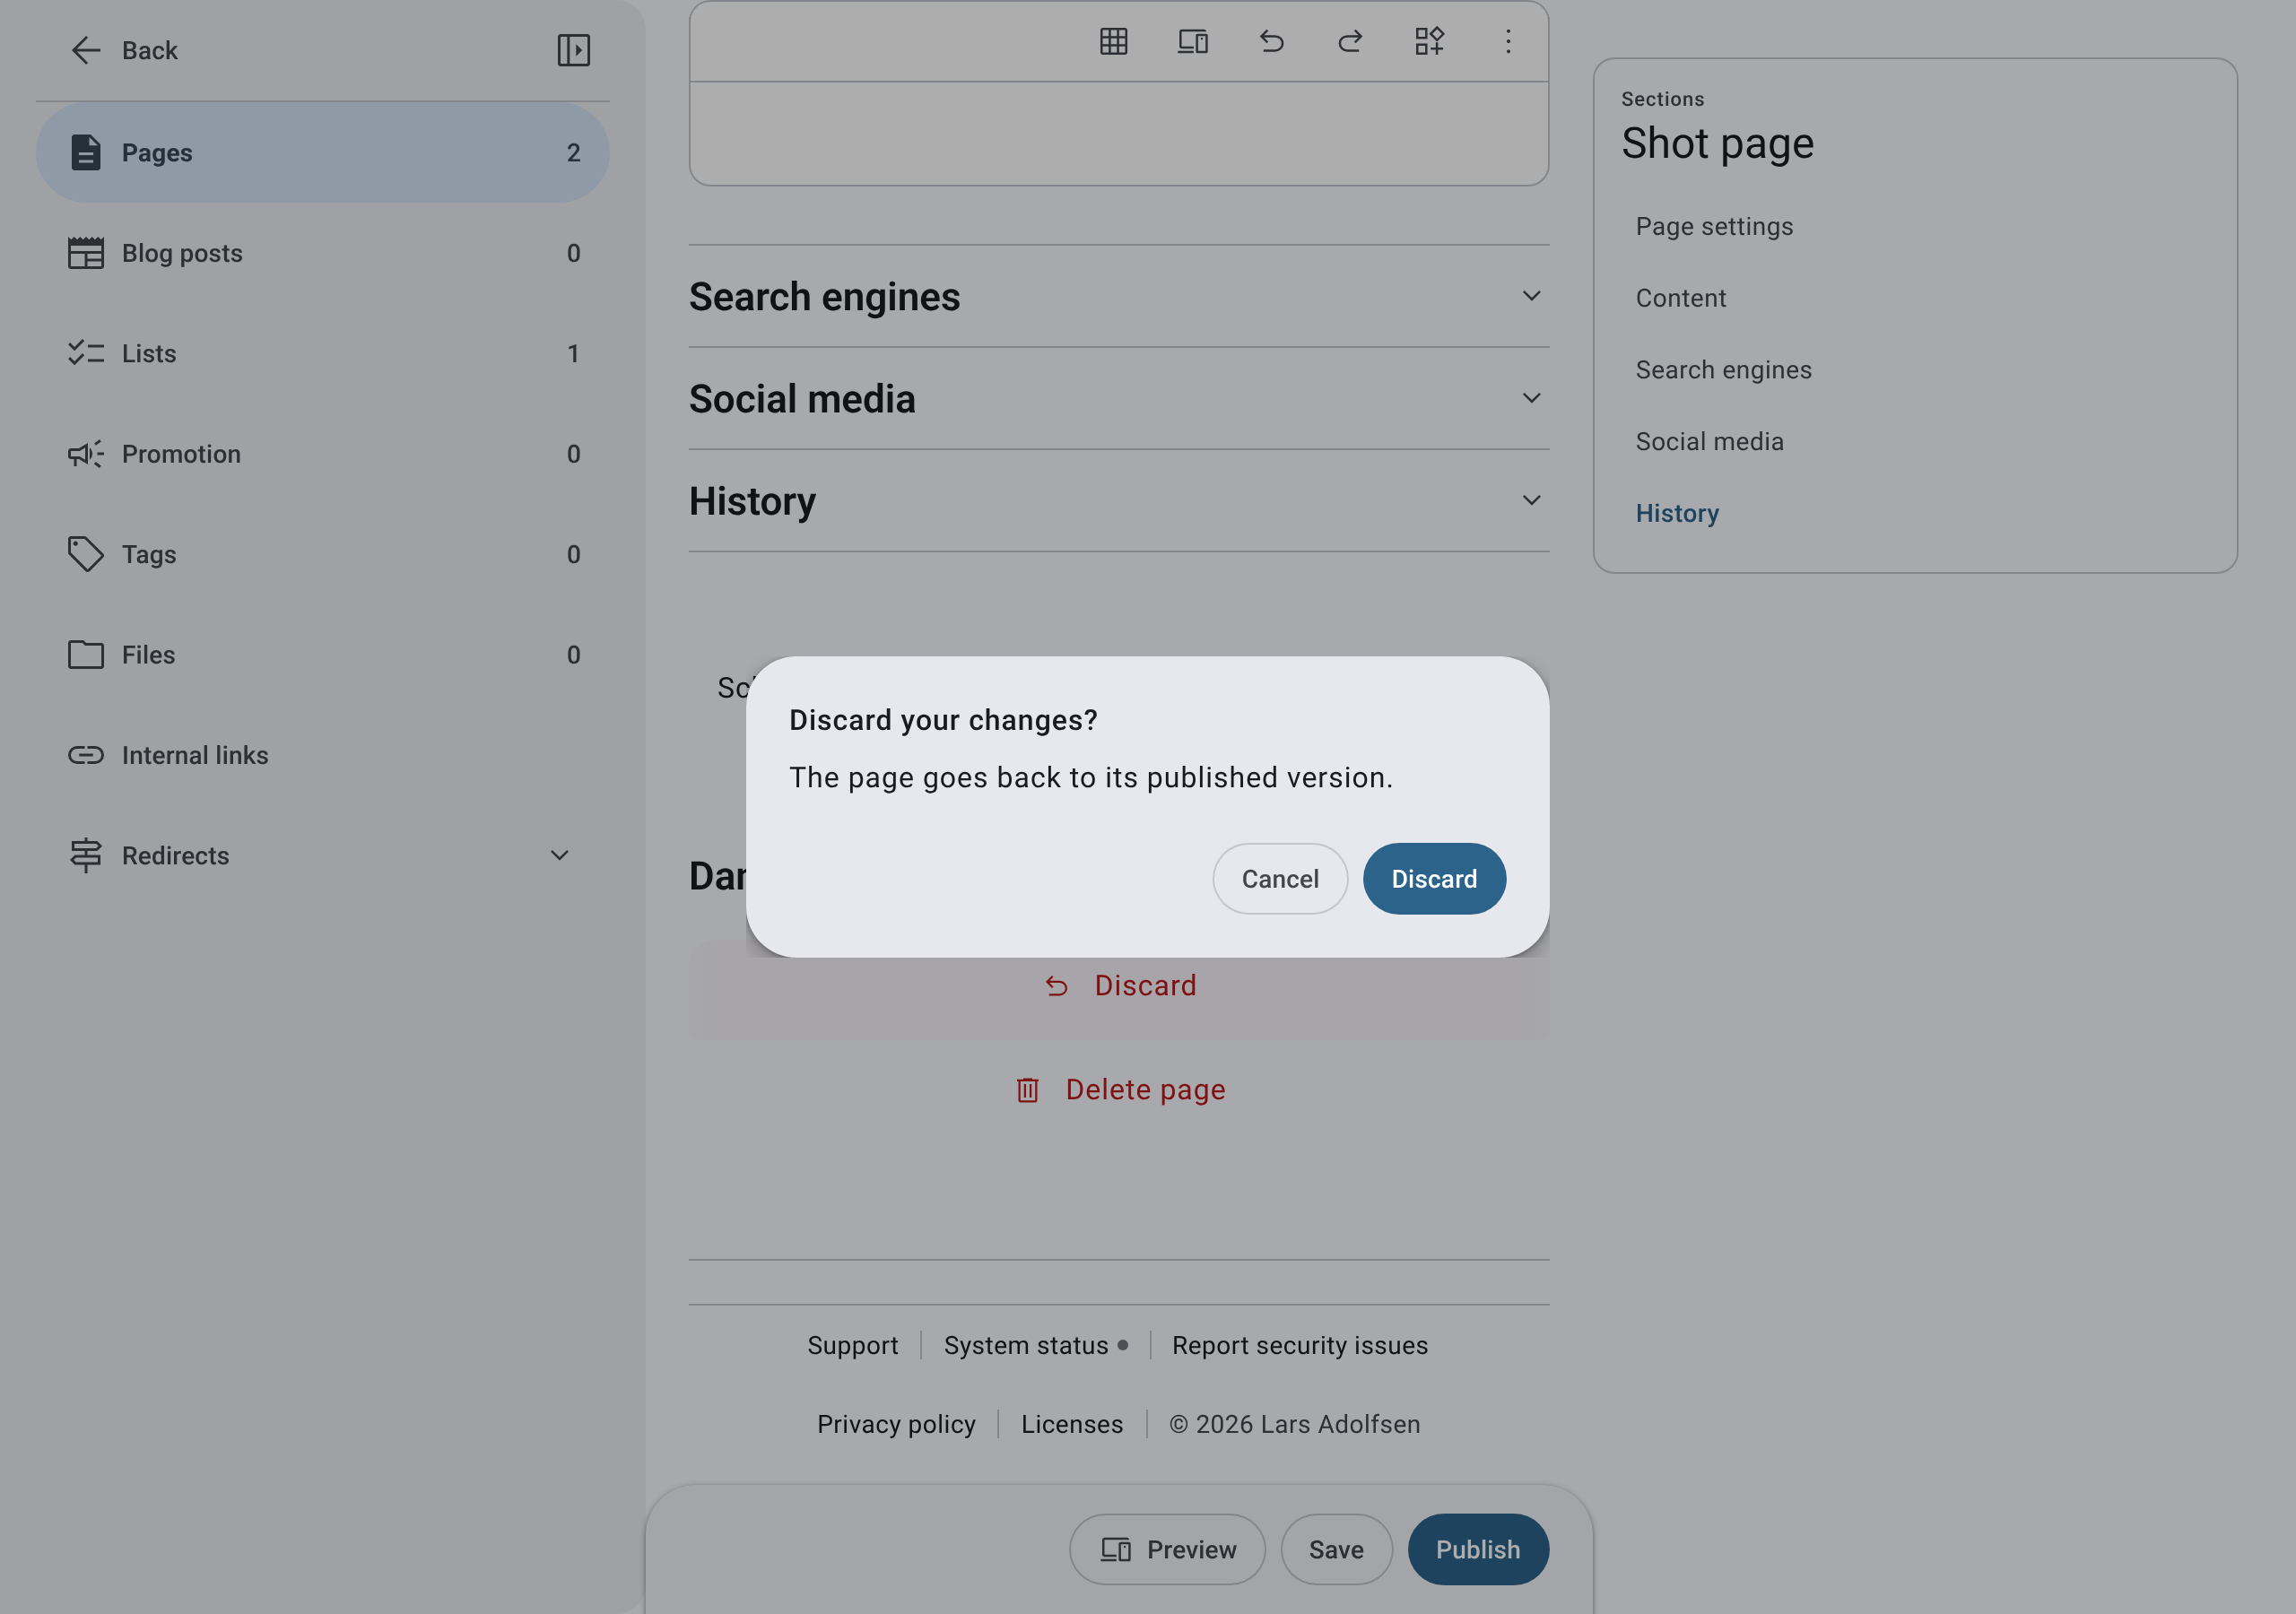 Back
Pages 2
Blog posts 0
Lists 1
Promotion 0
Tags 0
Files 0
Internal links
Redirects
Search engines
Social media
History
Discard your changes?
The page goes back to its published version.
Cancel Discard
Discard
Delete page
Support System status Report security issues
Privacy policy Licenses © 2026 Lars Adolfsen
Preview Save Publish
Sections
Shot page
Page settings
Content
Search engines
Social media
History